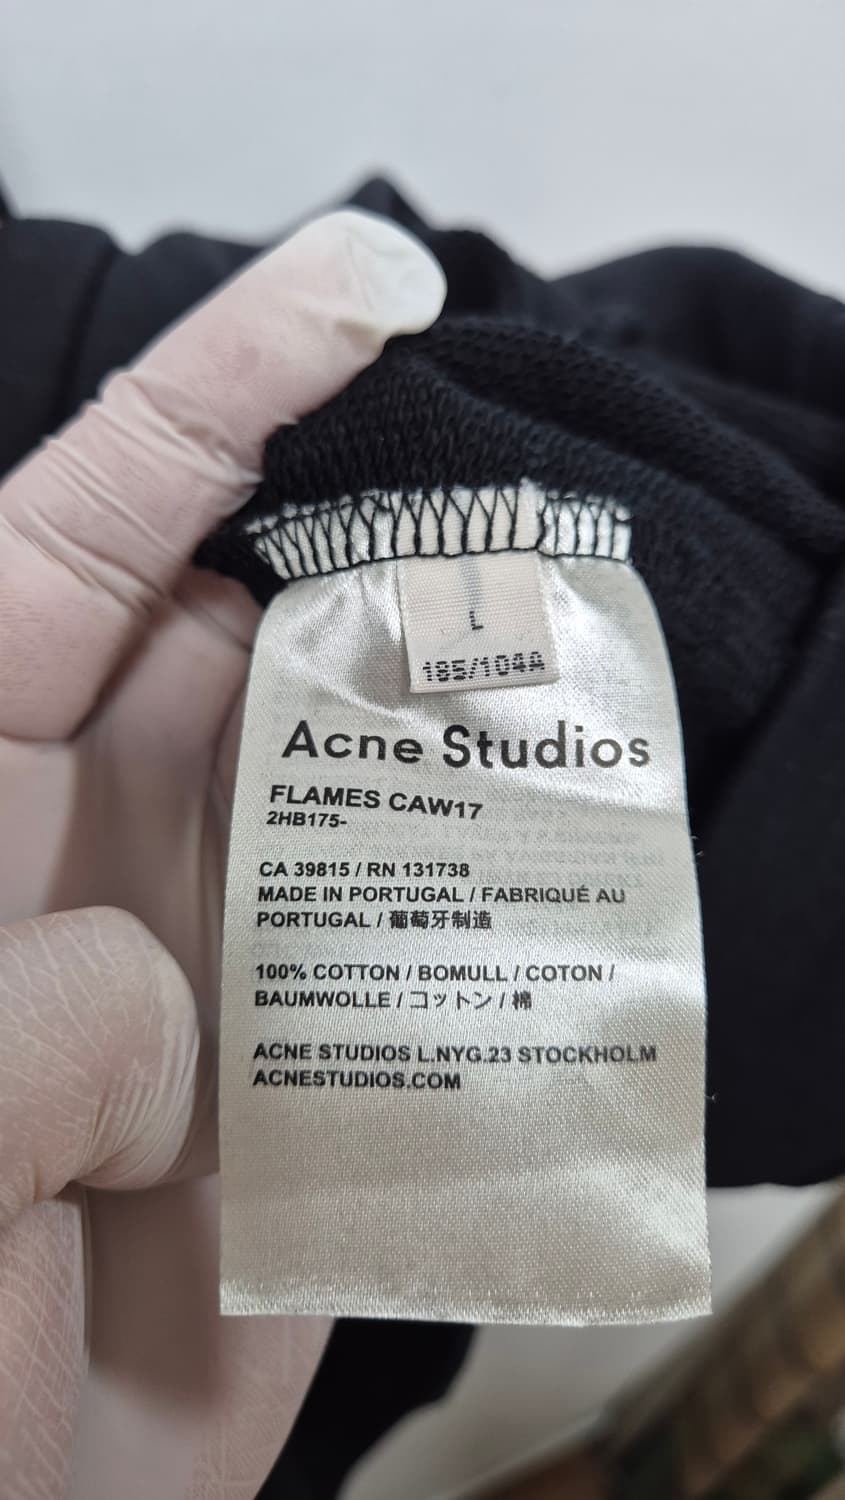 L
185/104A
Acne Studios
FLAMES CAW17
2HB175-
CA 39815 / RN 131738
MADE IN PORTUGAL / FABRIQUÉ AU
PORTUGAL / 葡萄牙制造
100% COTTON / BOMULL / COTON /
BAUMWOLLE / コットン / 棉
ACNE STUDIOS L.NYG.23 STOCKHOLM
ACNESTUDIOS.COM